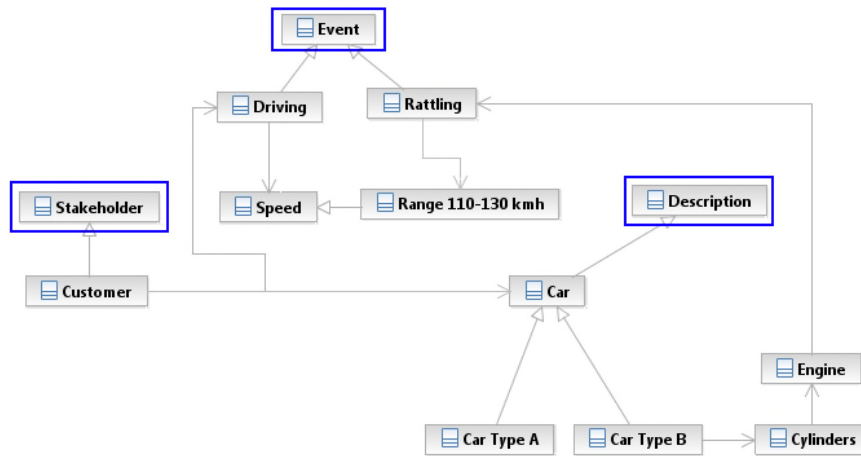 Event
Driving
Rattling
Stakeholder
Speed
Range 110-130 kmh
Description
Customer
Car
Engine
Car Type A
Car Type B
Cylinders